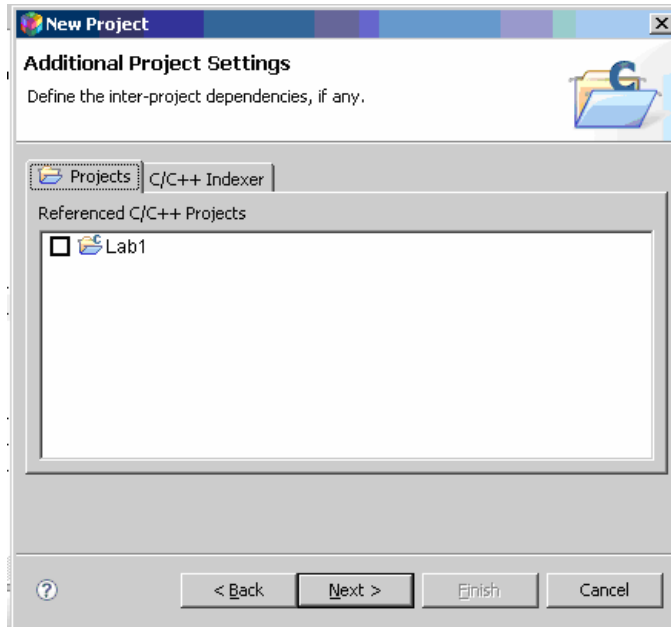 New Project
Additional Project Settings
Define the inter-project dependencies, if any.
Projects
C/C++ Indexer
Referenced C/C++ Projects
Lab1
< Back
Next >
Finish
Cancel